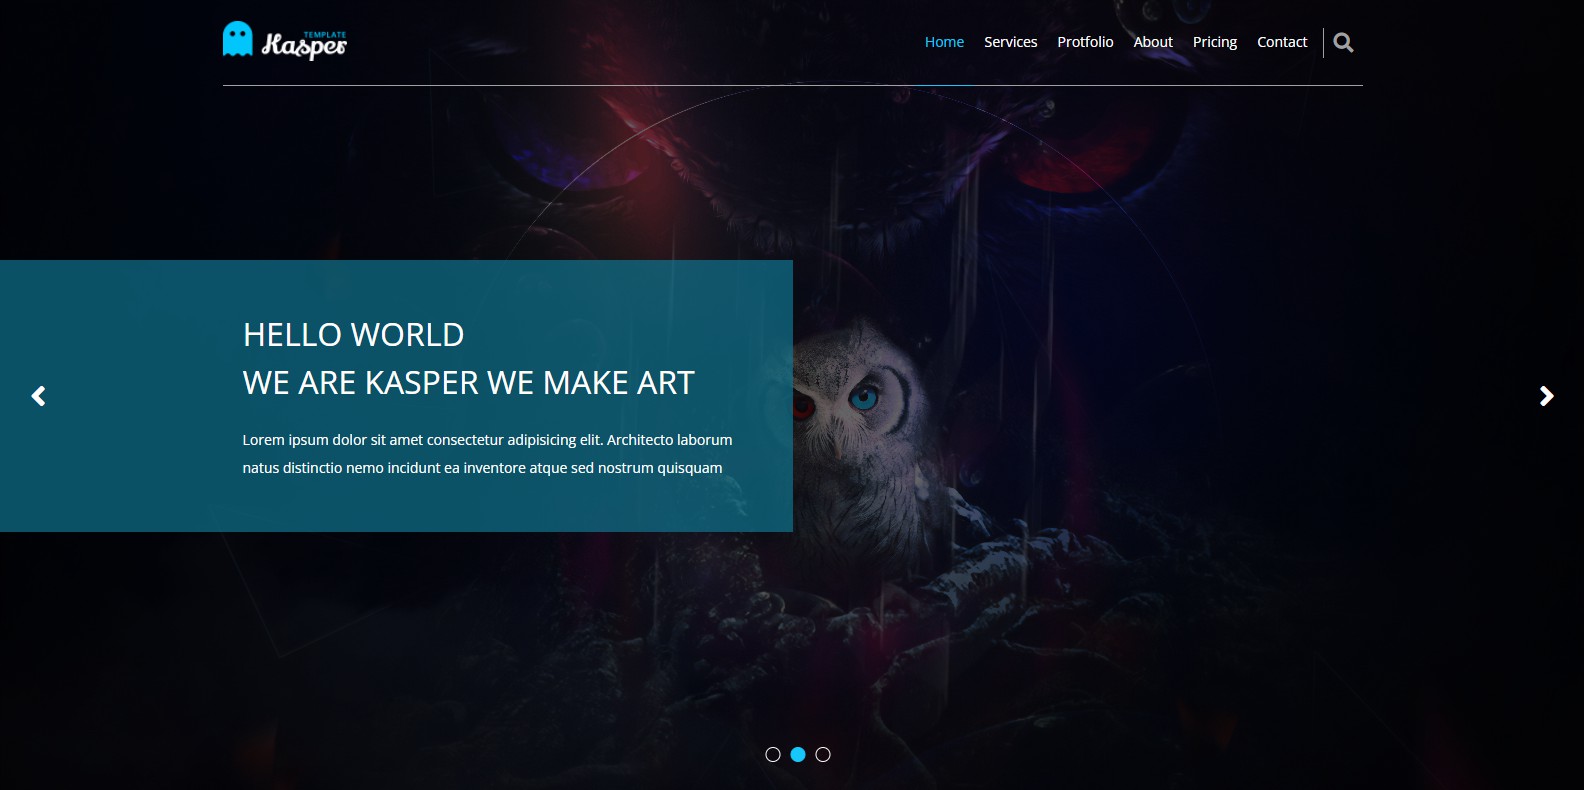 TEMPLATE
Kasper
Home Services Protfolio About Pricing Contact
HELLO WORLD
WE ARE KASPER WE MAKE ART
Lorem ipsum dolor sit amet consectetur adipisicing elit. Architecto laborum
natus distinctio nemo incidunt ea inventore atque sed nostrum quisquam